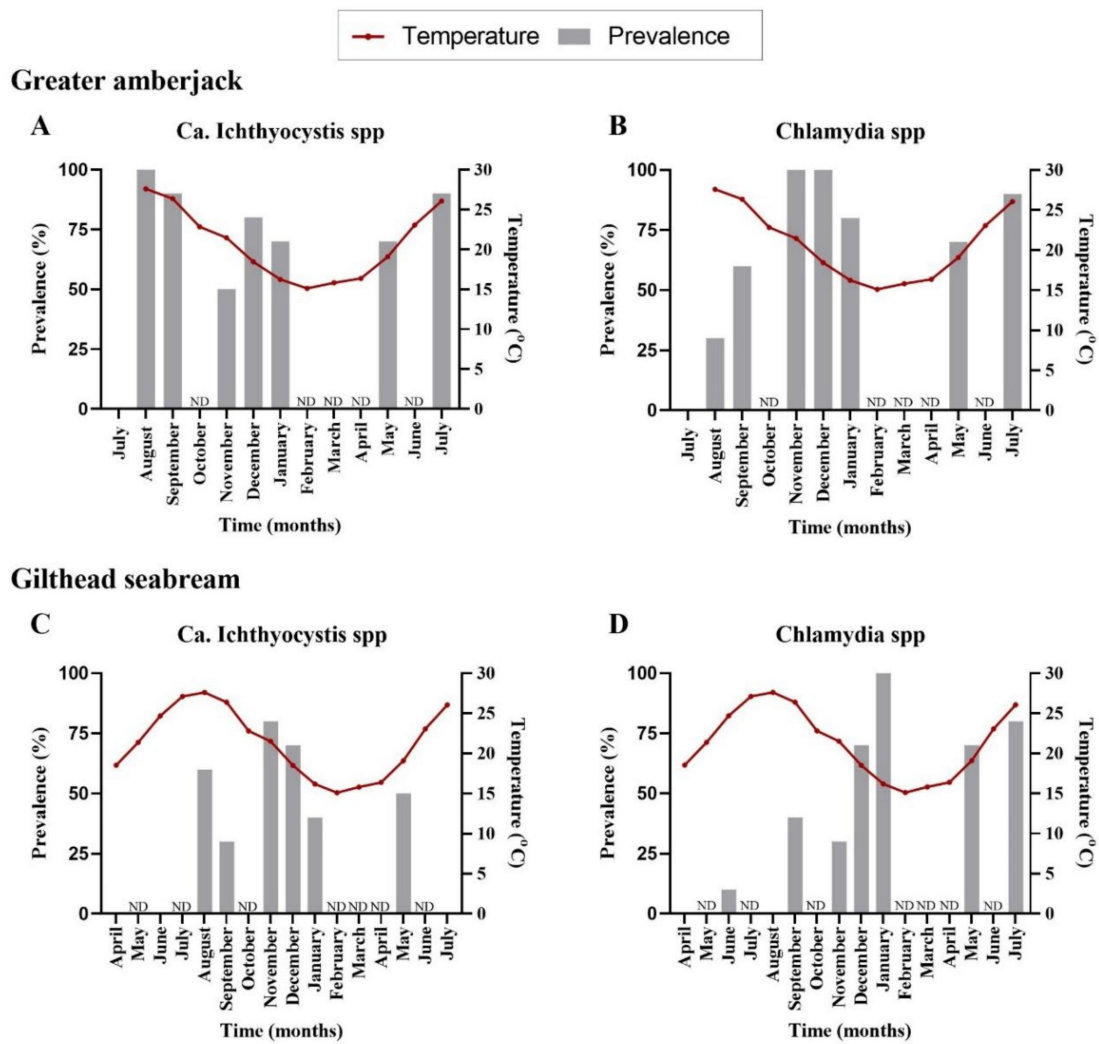 Temperature Prevalence
Greater amberjack
A
Ca. Ichthyocystis spp
100
75
50
25
0
Prevalence (%)
30
25
20
15
10
5
0
Temperature (°C)
ND ND ND ND ND
July August September October November December January February March April May June July
Time (months)
B
Chlamydia spp
100
75
50
25
0
Prevalence (%)
30
25
20
15
10
5
0
Temperature (°C)
ND ND ND ND ND
July August September October November December January February March April May June July
Time (months)
Gilthead seabream
C
Ca. Ichthyocystis spp
100
75
50
25
0
Prevalence (%)
30
25
20
15
10
5
0
Temperature (°C)
ND ND ND ND ND ND ND
April May June July August September October November December January February March April May June July
Time (months)
D
Chlamydia spp
100
75
50
25
0
Prevalence (%)
30
25
20
15
10
5
0
Temperature (°C)
ND ND ND ND ND ND ND
April May June July August September October November December January February March April May June July
Time (months)